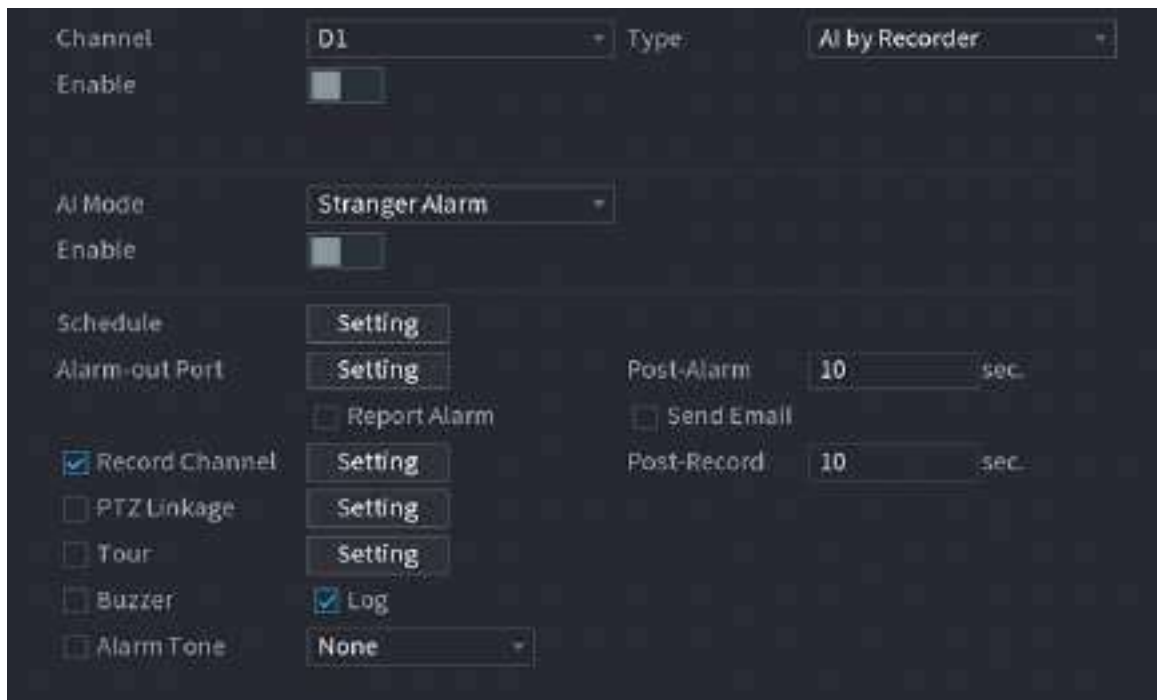 Channel D1 Type AI by Recorder
Enable
AI Mode Stranger Alarm
Enable
Schedule Setting
Alarm-out Port Setting Post-Alarm 10 sec.
Report Alarm Send Email
Record Channel Setting Post-Record 10 sec.
PTZ Linkage Setting
Tour Setting
Buzzer Log
Alarm Tone None